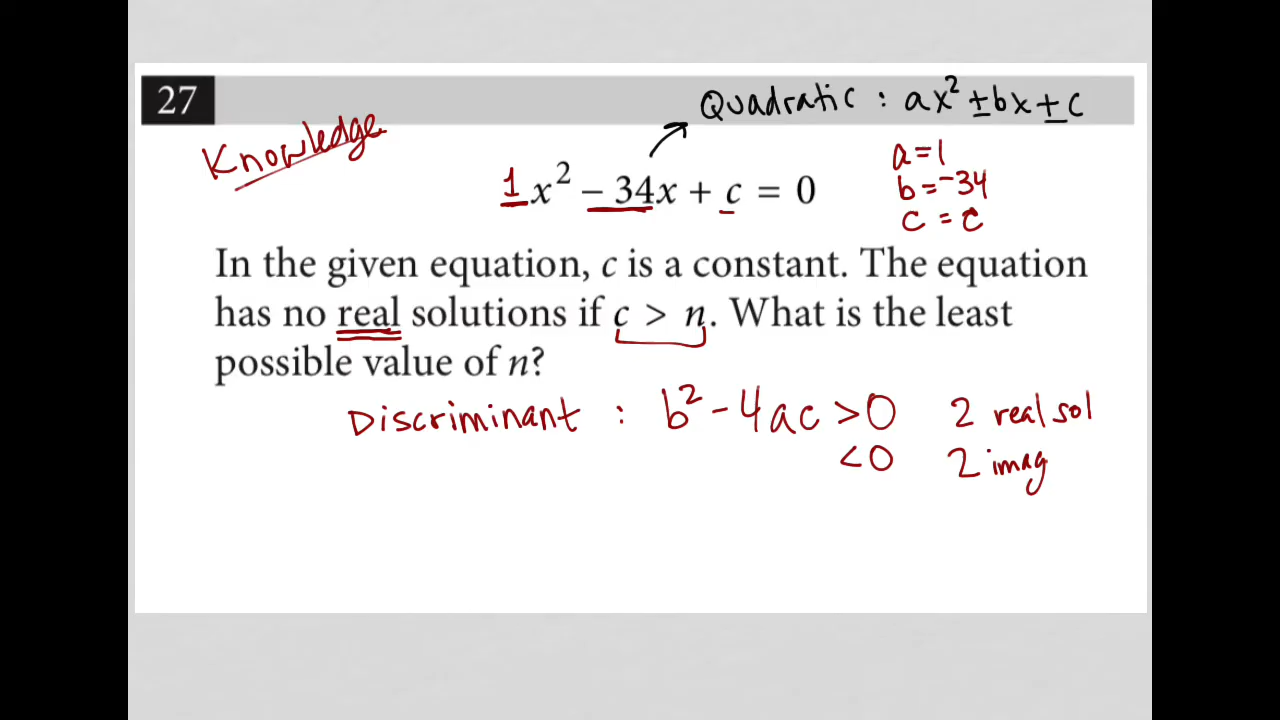 27
Quadratic : ax² ± bx ± c
Knowledge
a=1
1x² − 34x + c = 0
b=-34
c = c
In the given equation, c is a constant. The equation
has no real solutions if c > n. What is the least
possible value of n?
Discriminant : b² - 4ac >0 2 real sol
<0 2 imag